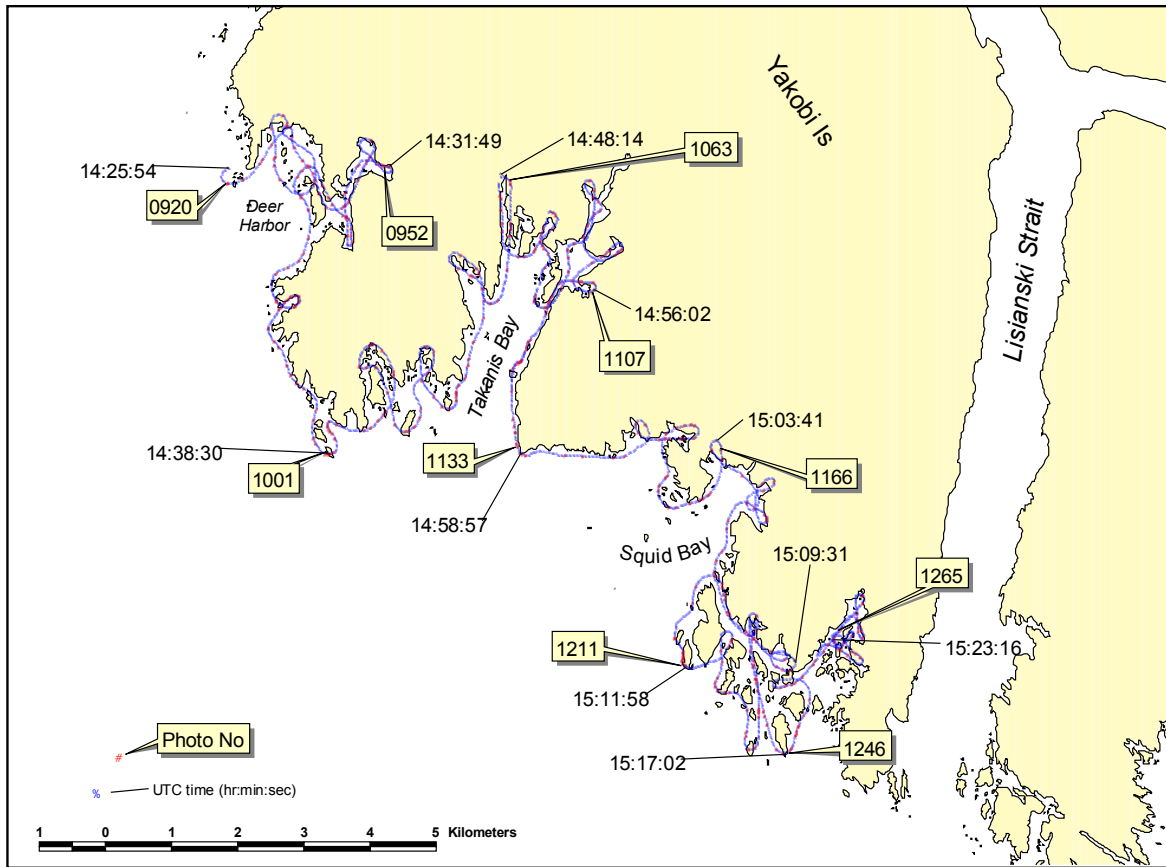 Yakobi Is
14:31:49
14:48:14
1063
14:25:54
0920
Deer
Harbor
0952
Lisianski Strait
14:56:02
1107
Takanis Bay
14:38:30
1001
1133
15:03:41
1166
14:58:57
Squid Bay
15:09:31
1265
1211
15:23:16
15:11:58
15:17:02
1246
Photo No
#
% UTC time (hr:min:sec)
1 0 1 2 3 4 5 Kilometers